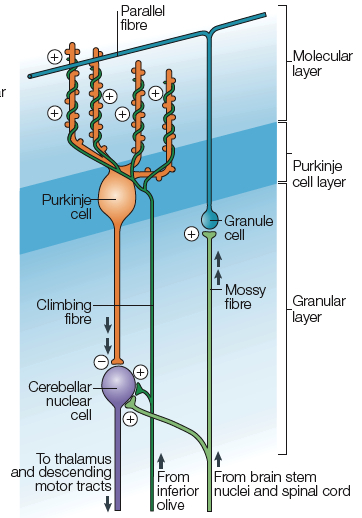 Parallel
fibre
Molecular
layer
ar
+
+
+
+
+
Purkinje
cell layer
Purkinje
cell
Granule
cell
+
Mossy
fibre
Climbing
fibre
Granular
layer
−
+
Cerebellar
nuclear
cell
+
To thalamus
and descending
motor tracts
From
inferior
olive
From brain stem
nuclei and spinal cord